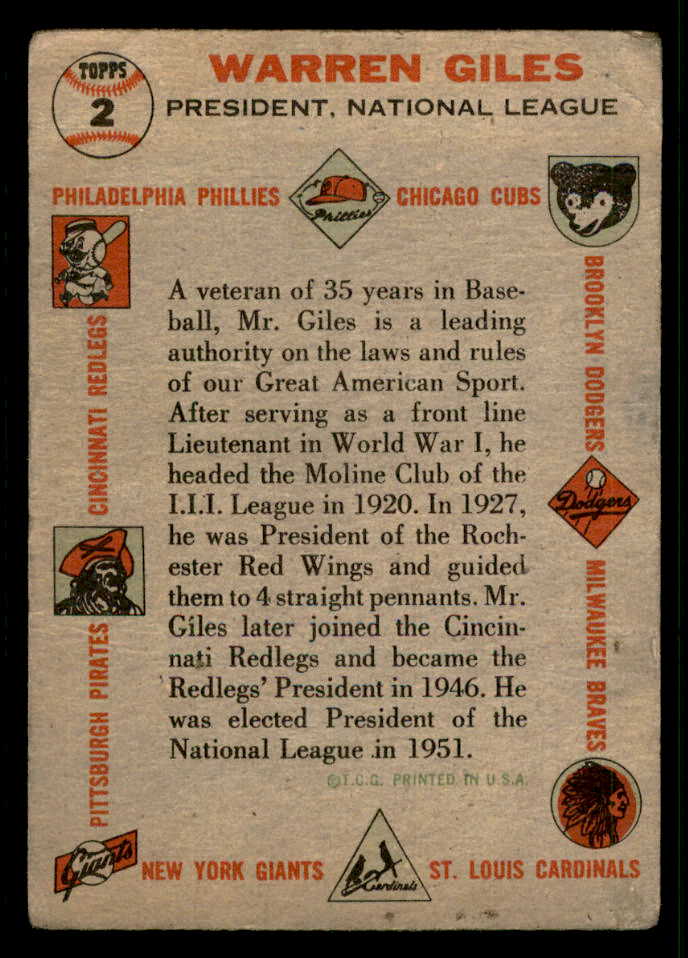 TOPPS
2
WARREN GILES
PRESIDENT, NATIONAL LEAGUE
PHILADELPHIA PHILLIES
Phillies
CHICAGO CUBS
CINCINNATI REDLEGS
BROOKLYN DODGERS
Dodgers
A veteran of 35 years in Base-
ball, Mr. Giles is a leading
authority on the laws and rules
of our Great American Sport.
After serving as a front line
Lieutenant in World War I, he
headed the Moline Club of the
I.I.I. League in 1920. In 1927,
he was President of the Roch-
ester Red Wings and guided
them to 4 straight pennants. Mr.
Giles later joined the Cincin-
nati Redlegs and became the
Redlegs' President in 1946. He
was elected President of the
National League in 1951.
©T.C.G. PRINTED IN U.S.A.
PITTSBURGH PIRATES
MILWAUKEE BRAVES
Giants
NEW YORK GIANTS
Cardinals
ST. LOUIS CARDINALS